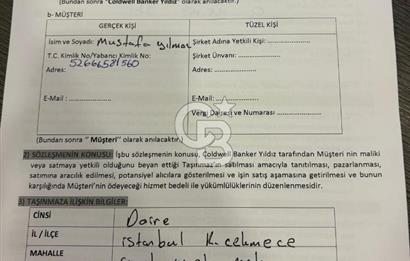 (Bundan sonra "Coldwell Banker Yıldız" olarak anılacaktır.)
b- MÜŞTERİ
GERÇEK KİŞİ TÜZEL KİŞİ
İsim ve Soyadı: Mustafa yılmaz Şirket Adına Yetkili Kişi:
T.C. Kimlik No/Yabancı Kimlik No: Şirket Ünvanı:
52666581560
Adres: Adres:
E-Mail : E-Mail :
Vergi Dairesi ve Numarası
(Bundan sonra " Müşteri" olarak anılacaktır.)
2) SÖZLEŞMENİN KONUSU: İşbu sözleşmenin konusu, Coldwell Banker Yıldız tarafından Müşteri nin maliki
veya satmaya yetkili olduğunu beyan ettiği Taşınmaz'ın satılması amacıyla tanıtılması, pazarlanması,
satımına aracılık edilmesi, potansiyel alıcılara gösterilmesi ve işin satış aşamasına getirilmesi ve bunun
karşılığında Müşteri'nin ödeyeceği hizmet bedeli ile yükümlülüklerinin düzenlenmesidir.
3) TAŞINMAZA İLİŞKİN BİLGİLER:
CİNSİ Daire
İL / İLÇE istanbul K.cekmece
MAHALLE